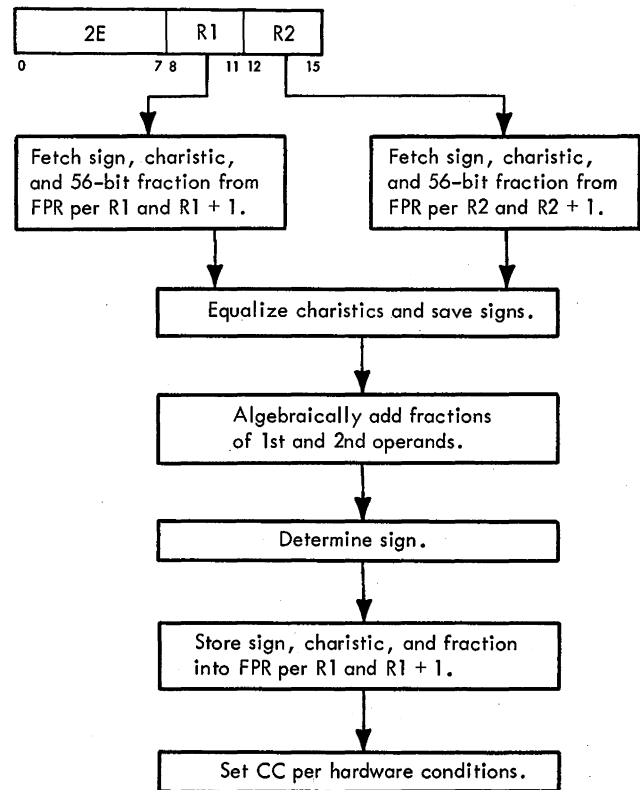 2E R1 R2
0 7 8 11 12 15
Fetch sign, charistic,
and 56-bit fraction from
FPR per R1 and R1 + 1.
Fetch sign, charistic,
and 56-bit fraction from
FPR per R2 and R2 + 1.
Equalize charistics and save signs.
Algebraically add fractions
of 1st and 2nd operands.
Determine sign.
Store sign, charistic, and fraction
into FPR per R1 and R1 + 1.
Set CC per hardware conditions.